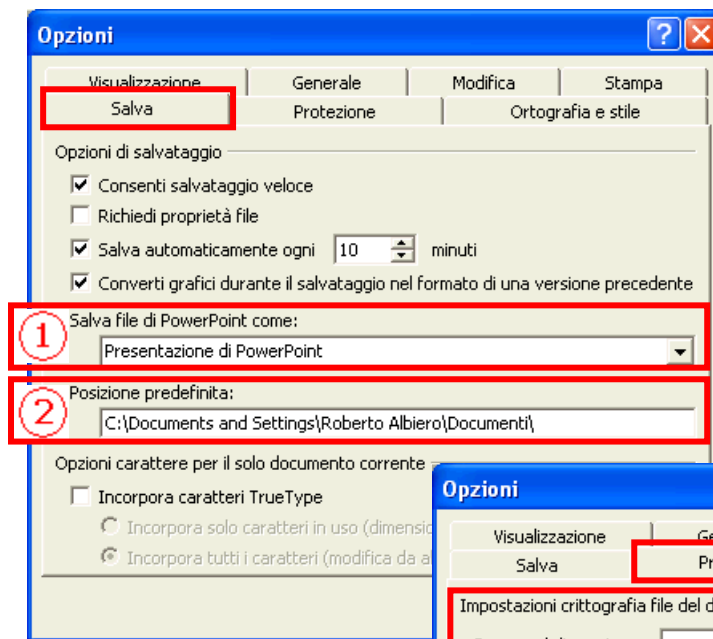 Opzioni
Visualizzazione Generale Modifica Stampa
Salva Protezione Ortografia e stile
Opzioni di salvataggio
Consenti salvataggio veloce
Richiedi proprietà file
Salva automaticamente ogni 10 minuti
Converti grafici durante il salvataggio nel formato di una versione precedente
1 Salva file di PowerPoint come:
Presentazione di PowerPoint
2 Posizione predefinita:
C:\Documents and Settings\Roberto Albiero\Documenti\
Opzioni carattere per il solo documento corrente
Incorpora caratteri TrueType
Incorpora solo caratteri in uso (dimensio
Incorpora tutti i caratteri (modifica da al
Opzioni
Visualizzazione Ge
Salva Pr
Impostazioni crittografia file del d